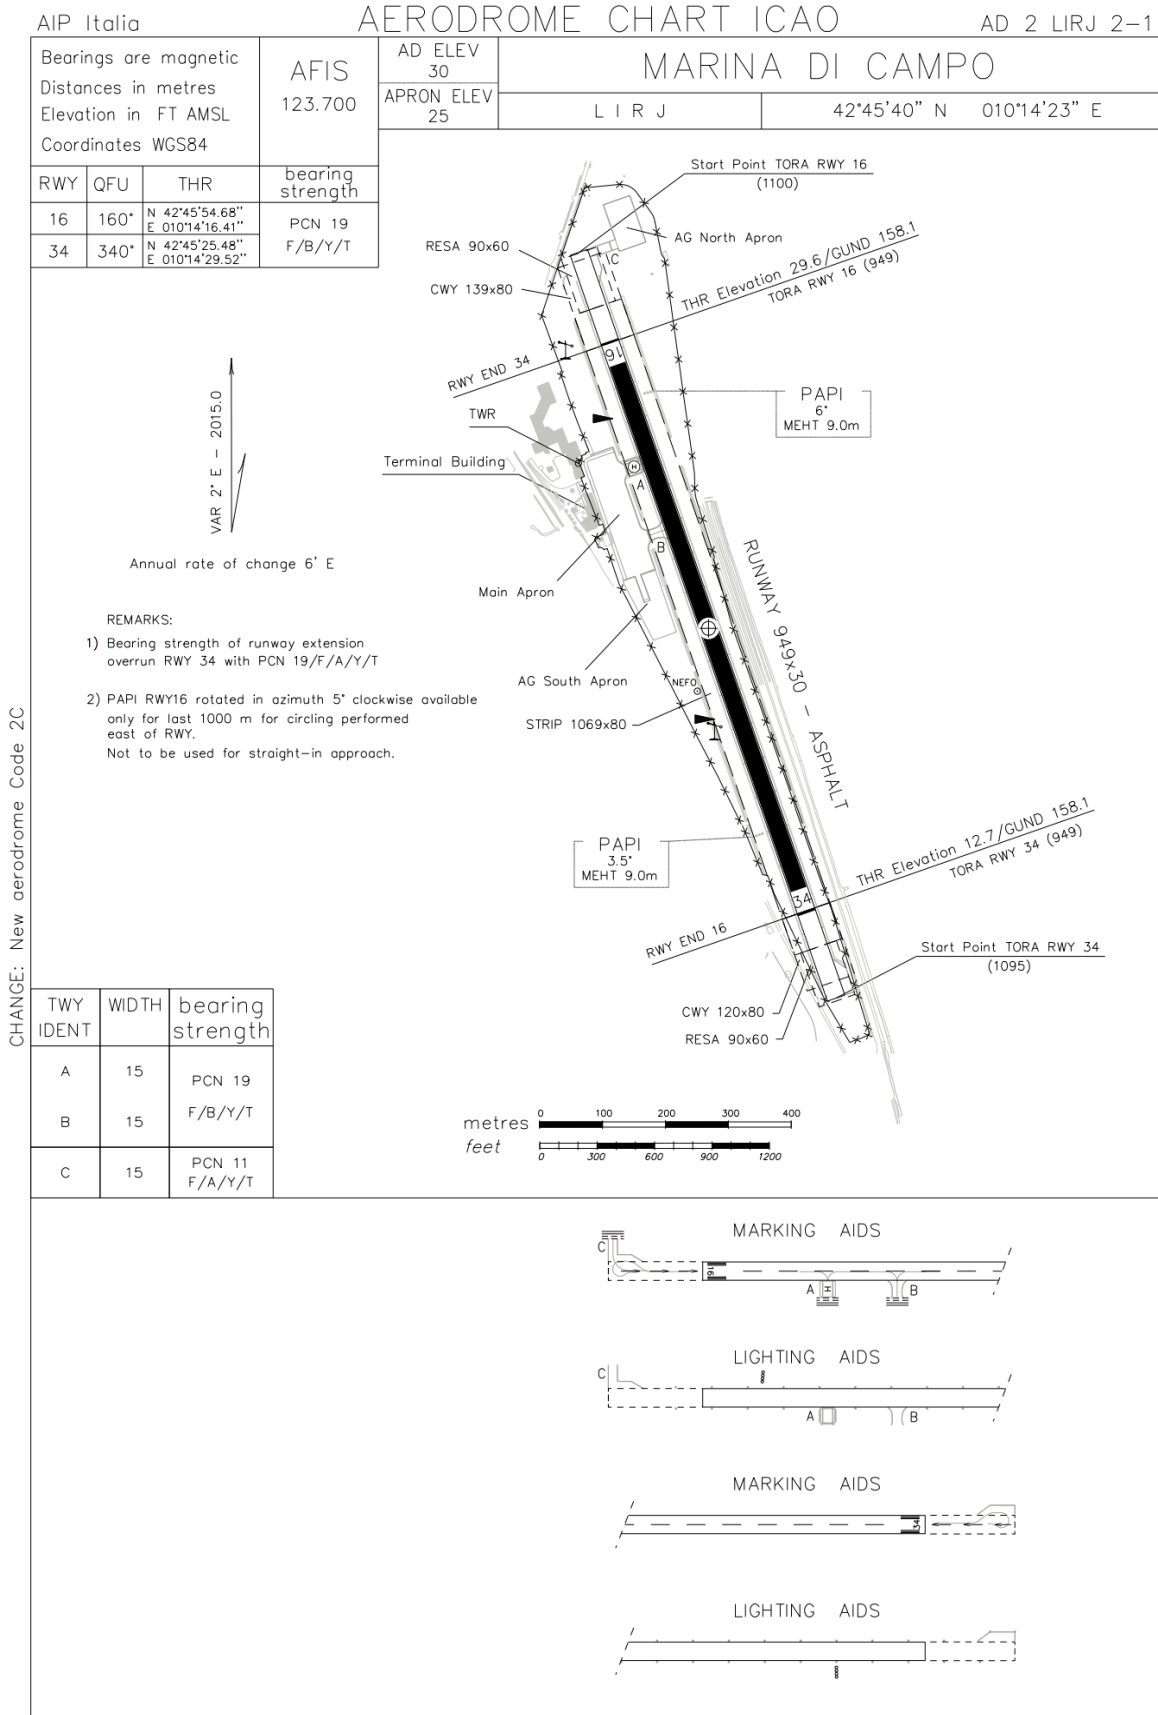 AIP Italia
AERODROME CHART ICAO
AD 2 LIRJ 2-1
Bearings are magnetic
Distances in metres
Elevation in FT AMSL
Coordinates WGS84
AFIS
123.700
AD ELEV
30
APRON ELEV
25
MARINA DI CAMPO
LIRJ
42°45'40" N 010°14'23" E
RWY QFU THR bearing strength
16 160° N 42°45'54.68" E 010°14'16.41"
34 340° N 42°45'25.48" E 010°14'29.52"
PCN 19
F/B/Y/T
Start Point TORA RWY 16
(1100)
AG North Apron
RESA 90x60
CWY 139x80
C
THR Elevation 29.6/GUND 158.1
TORA RWY 16 (949)
RWY END 34
16
PAPI
6°
MEHT 9.0m
TWR
Terminal Building
H
A
B
VAR 2° E - 2015.0
Annual rate of change 6' E
Main Apron
RUNWAY 949x30 - ASPHALT
REMARKS:
1) Bearing strength of runway extension
overrun RWY 34 with PCN 19/F/A/Y/T
2) PAPI RWY16 rotated in azimuth 5° clockwise available
only for last 1000 m for circling performed
east of RWY.
Not to be used for straight-in approach.
AG South Apron
NEFO
STRIP 1069x80
PAPI
3.5°
MEHT 9.0m
THR Elevation 12.7/GUND 158.1
TORA RWY 34 (949)
34
RWY END 16
Start Point TORA RWY 34
(1095)
CWY 120x80
RESA 90x60
CHANGE: New aerodrome Code 2C
TWY IDENT WIDTH bearing strength
A 15
B 15
PCN 19
F/B/Y/T
C 15 PCN 11
F/A/Y/T
metres 0 100 200 300 400
feet 0 300 600 900 1200
MARKING AIDS
C
16
A H B
LIGHTING AIDS
C
A B
MARKING AIDS
34
LIGHTING AIDS